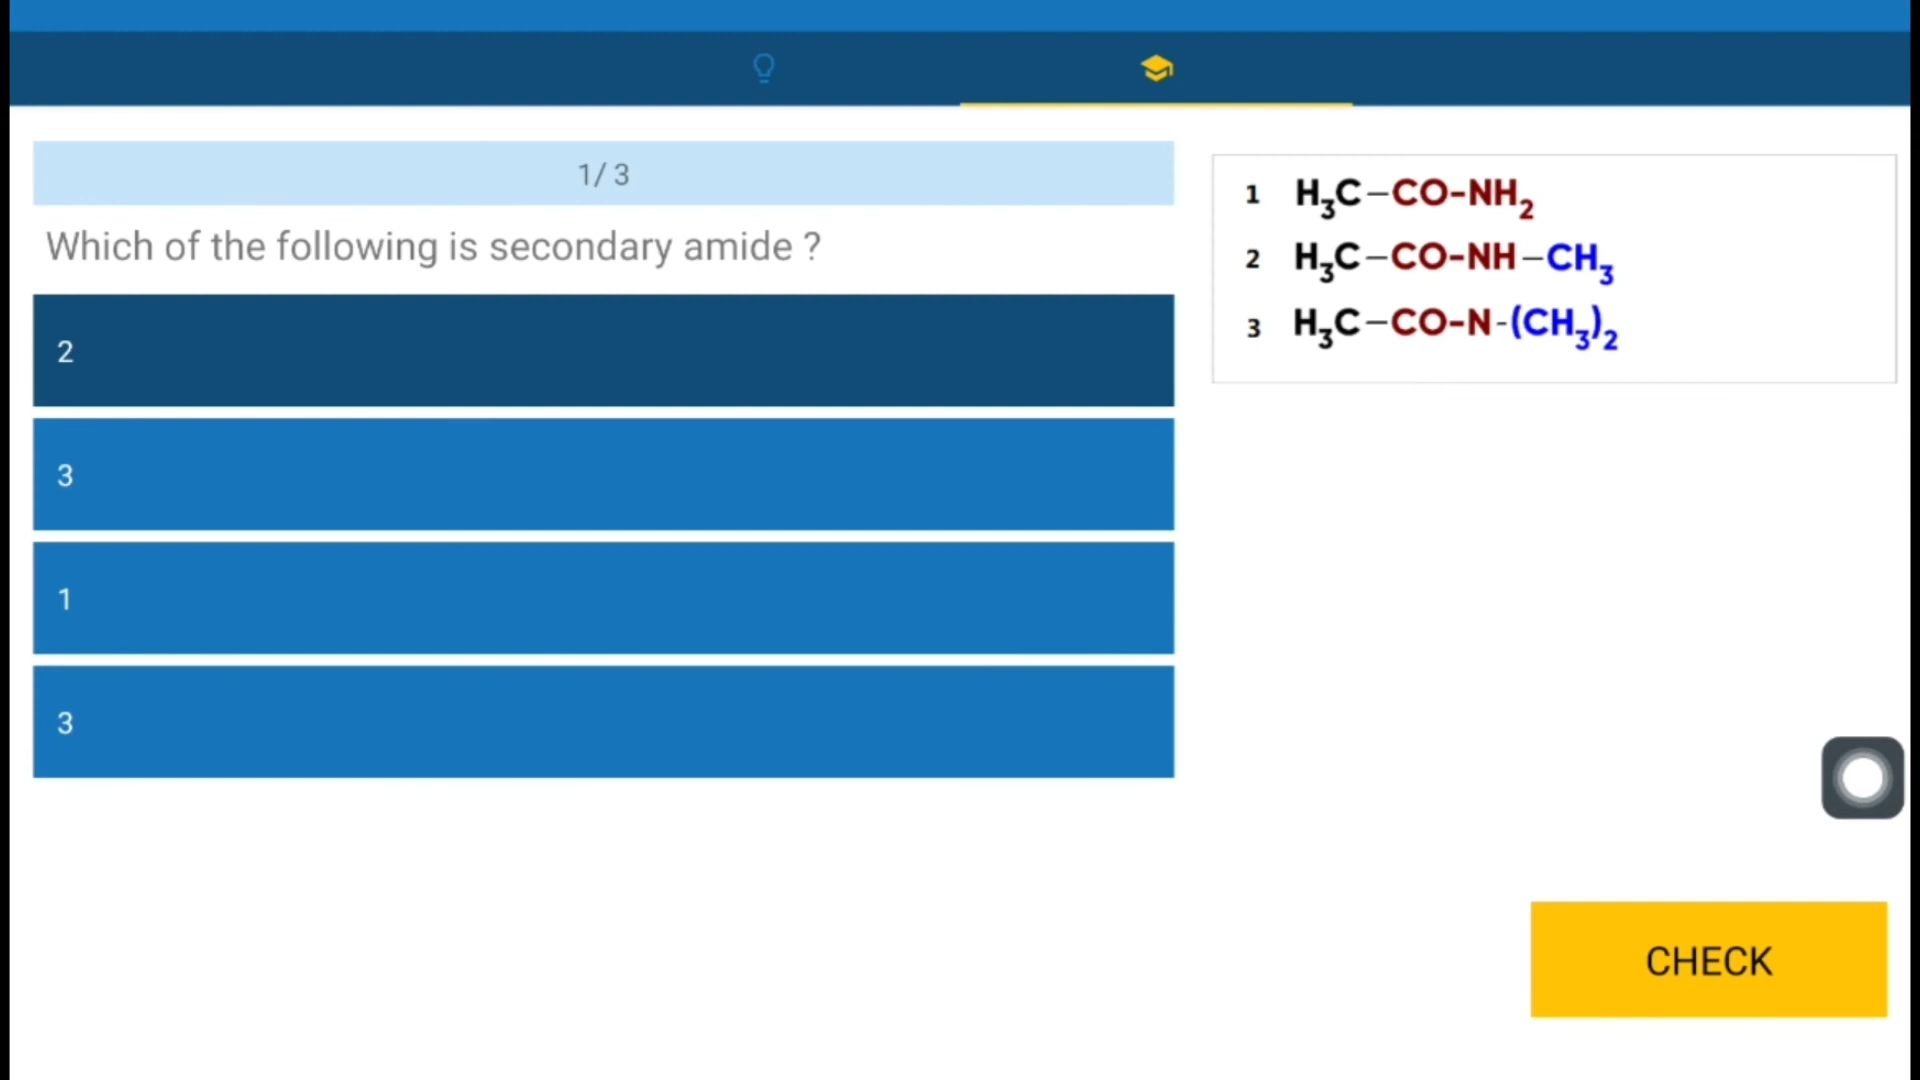 1/ 3
Which of the following is secondary amide ?
2
3
1
3
1 H₃C–CO-NH₂
2 H₃C–CO-NH–CH₃
3 H₃C–CO-N-(CH₃)₂
CHECK